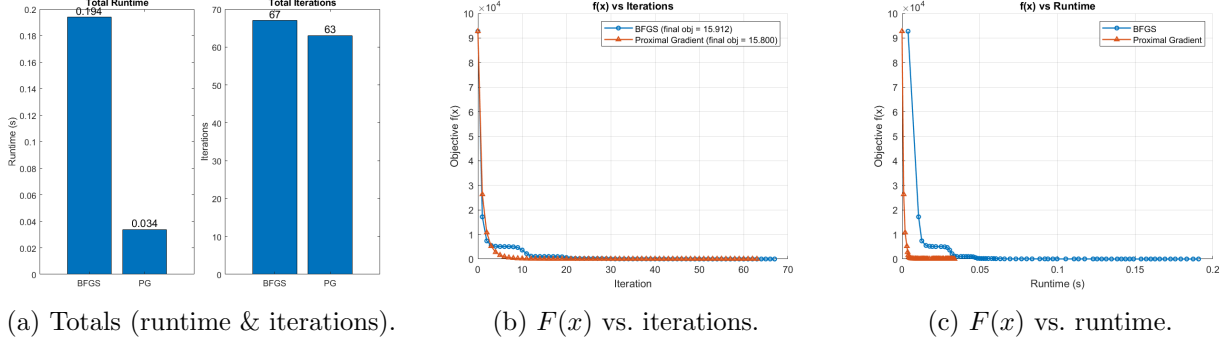 Total Runtime
0.194
0.034
0.2
0.18
0.16
0.14
0.12
0.1
0.08
0.06
0.04
0.02
0
Runtime (s)
BFGS PG
Total Iterations
67
63
70
60
50
40
30
20
10
0
Iterations
BFGS PG
(a) Totals (runtime & iterations).
f(x) vs Iterations
×10⁴
10
9
8
7
6
5
4
3
2
1
0
Objective f(x)
BFGS (final obj = 15.912)
Proximal Gradient (final obj = 15.800)
0 10 20 30 40 50 60 70
Iteration
(b) F(x) vs. iterations.
f(x) vs Runtime
×10⁴
10
9
8
7
6
5
4
3
2
1
0
Objective f(x)
BFGS
Proximal Gradient
0 0.05 0.1 0.15 0.2
Runtime (s)
(c) F(x) vs. runtime.